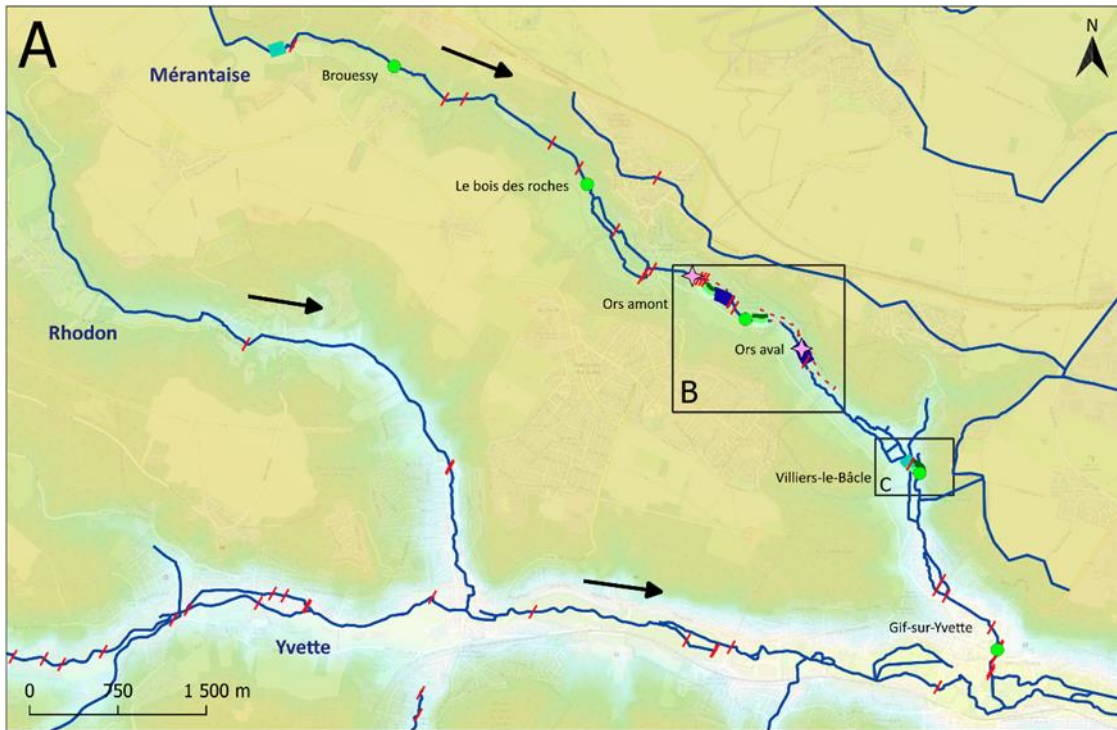 A
N
Mérantaise
Brouessy
Le bois des roches
Ors amont
Rhodon
Ors aval
B
Villiers-le-Bâcle
C
Gif-sur-Yvette
Yvette
0 750 1 500 m